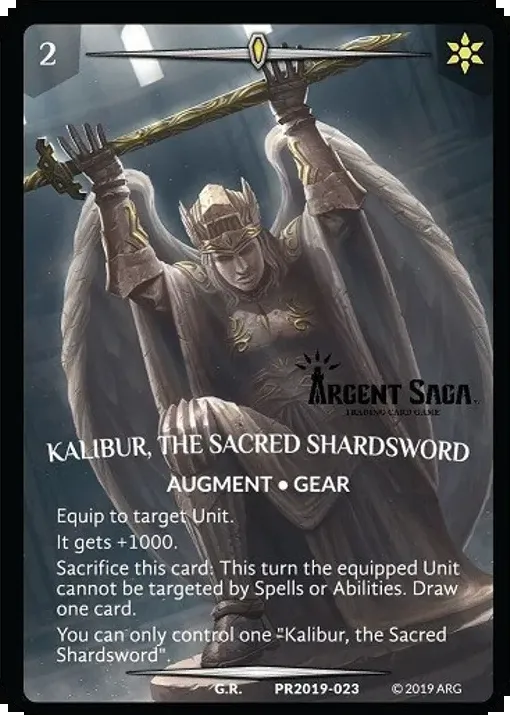 2
ARGENT SAGA
TRADING CARD GAME
KALIBUR, THE SACRED SHARDSWORD
AUGMENT • GEAR
Equip to target Unit.
It gets +1000.
Sacrifice this card: This turn the equipped Unit
cannot be targeted by Spells or Abilities. Draw
one card.
You can only control one "Kalibur, the Sacred
Shardsword".
G.R. PR2019-023 © 2019 ARG